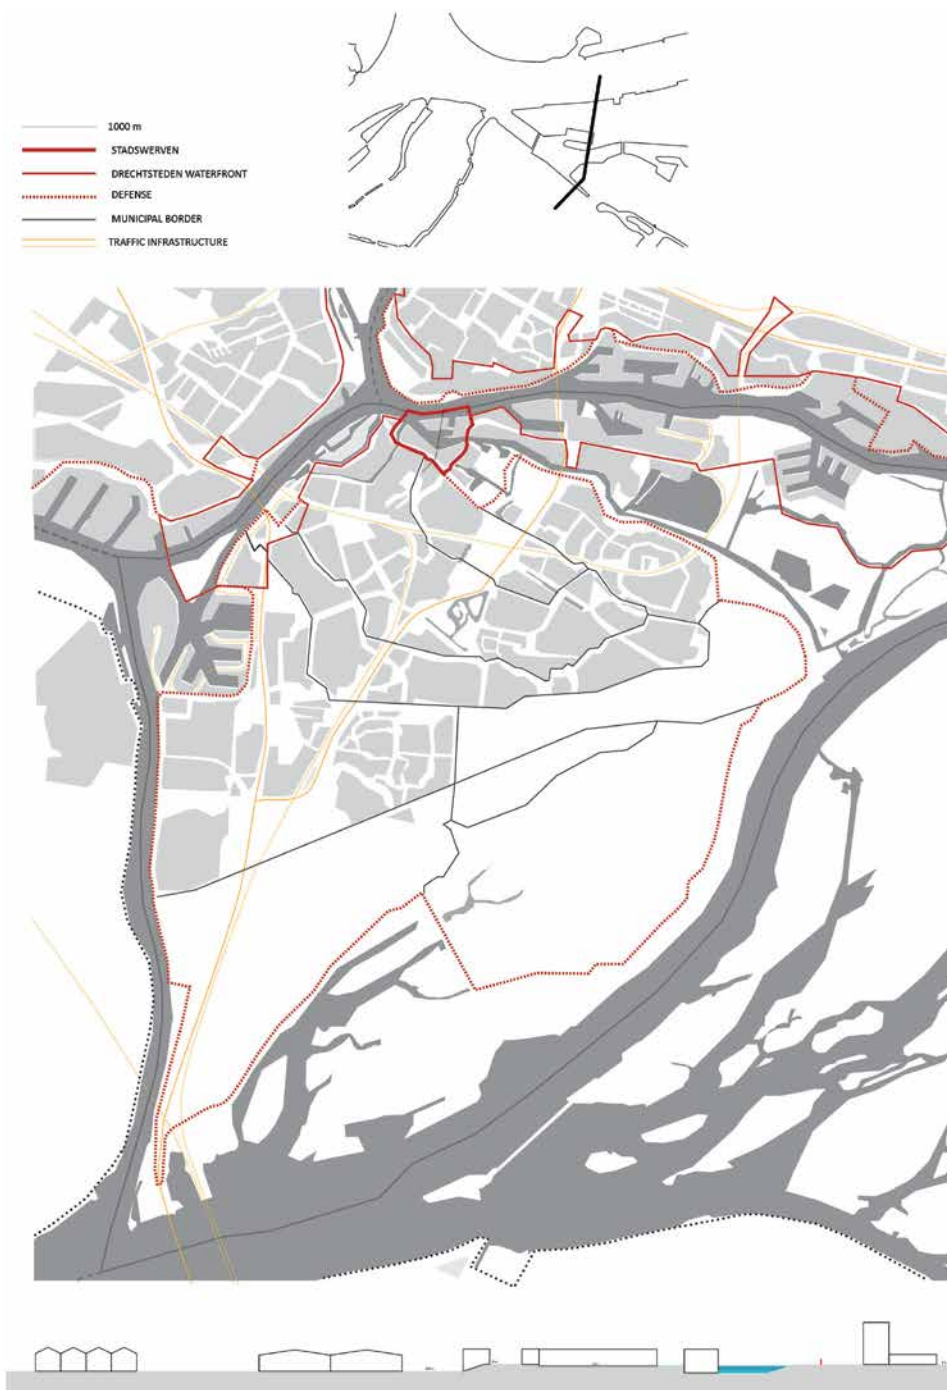 1000 m
STADSWERVEN
DRECHTSTEDEN WATERFRONT
DEFENSE
MUNICIPAL BORDER
TRAFFIC INFRASTRUCTURE